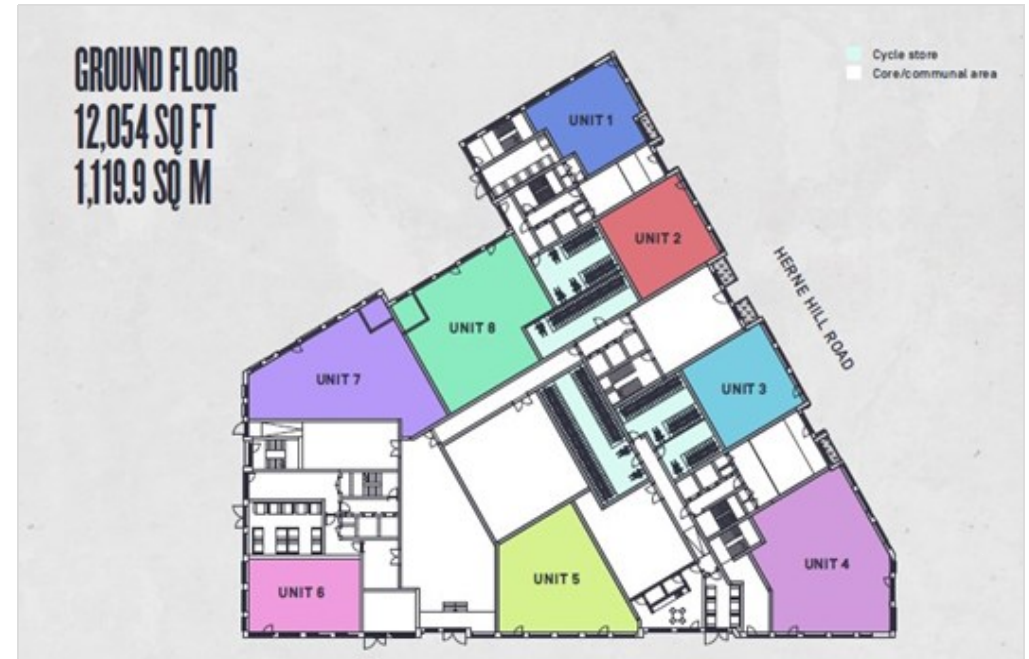 GROUND FLOOR
12,054 SQ FT
1,119.9 SQ M
Cycle store
Core/communal area
UNIT 1
UNIT 2
HERNE HILL ROAD
UNIT 8
UNIT 7
UNIT 3
UNIT 4
UNIT 5
UNIT 6